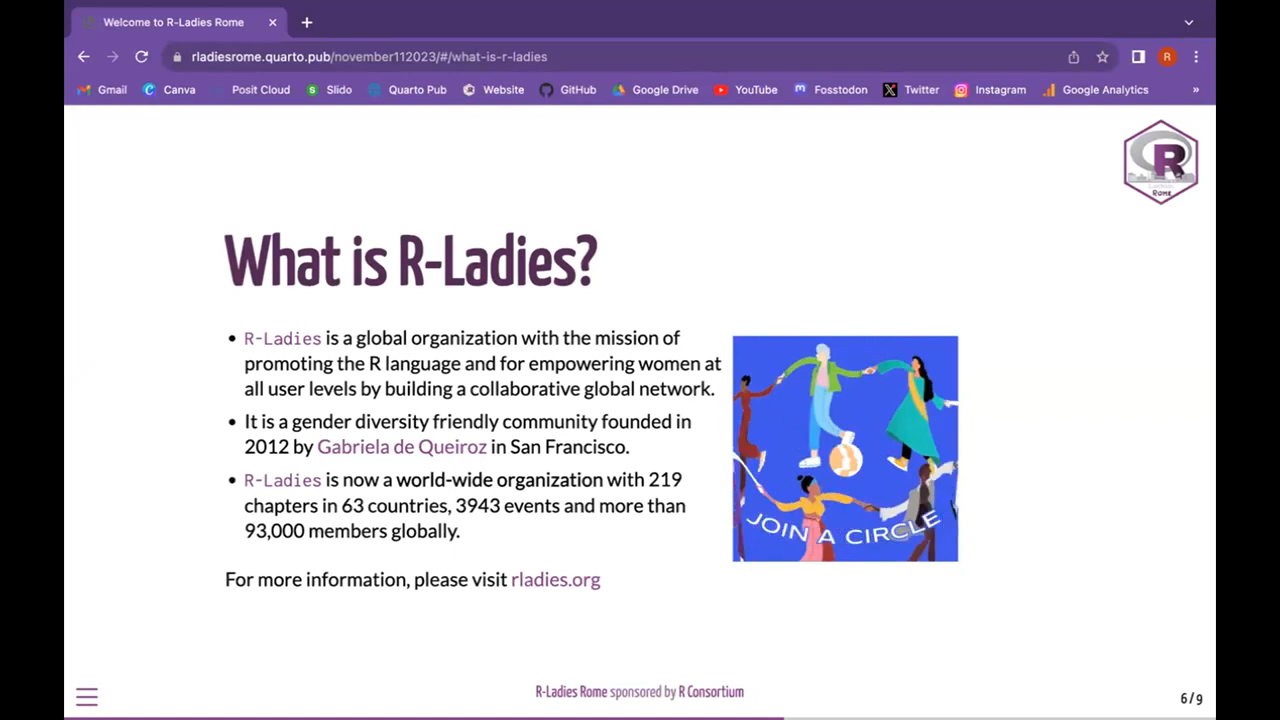 Welcome to R-Ladies Rome
rladiesrome.quarto.pub/november112023/#/what-is-r-ladies
R
Gmail Canva Posit Cloud Slido Quarto Pub Website GitHub Google Drive YouTube Fosstodon Twitter Instagram Google Analytics »
R
ROME
What is R-Ladies?
• R-Ladies is a global organization with the mission of
promoting the R language and for empowering women at
all user levels by building a collaborative global network.
• It is a gender diversity friendly community founded in
2012 by Gabriela de Queiroz in San Francisco.
• R-Ladies is now a world-wide organization with 219
chapters in 63 countries, 3943 events and more than
93,000 members globally.
JOIN A CIRCLE
For more information, please visit rladies.org
R-Ladies Rome sponsored by R Consortium
6/9